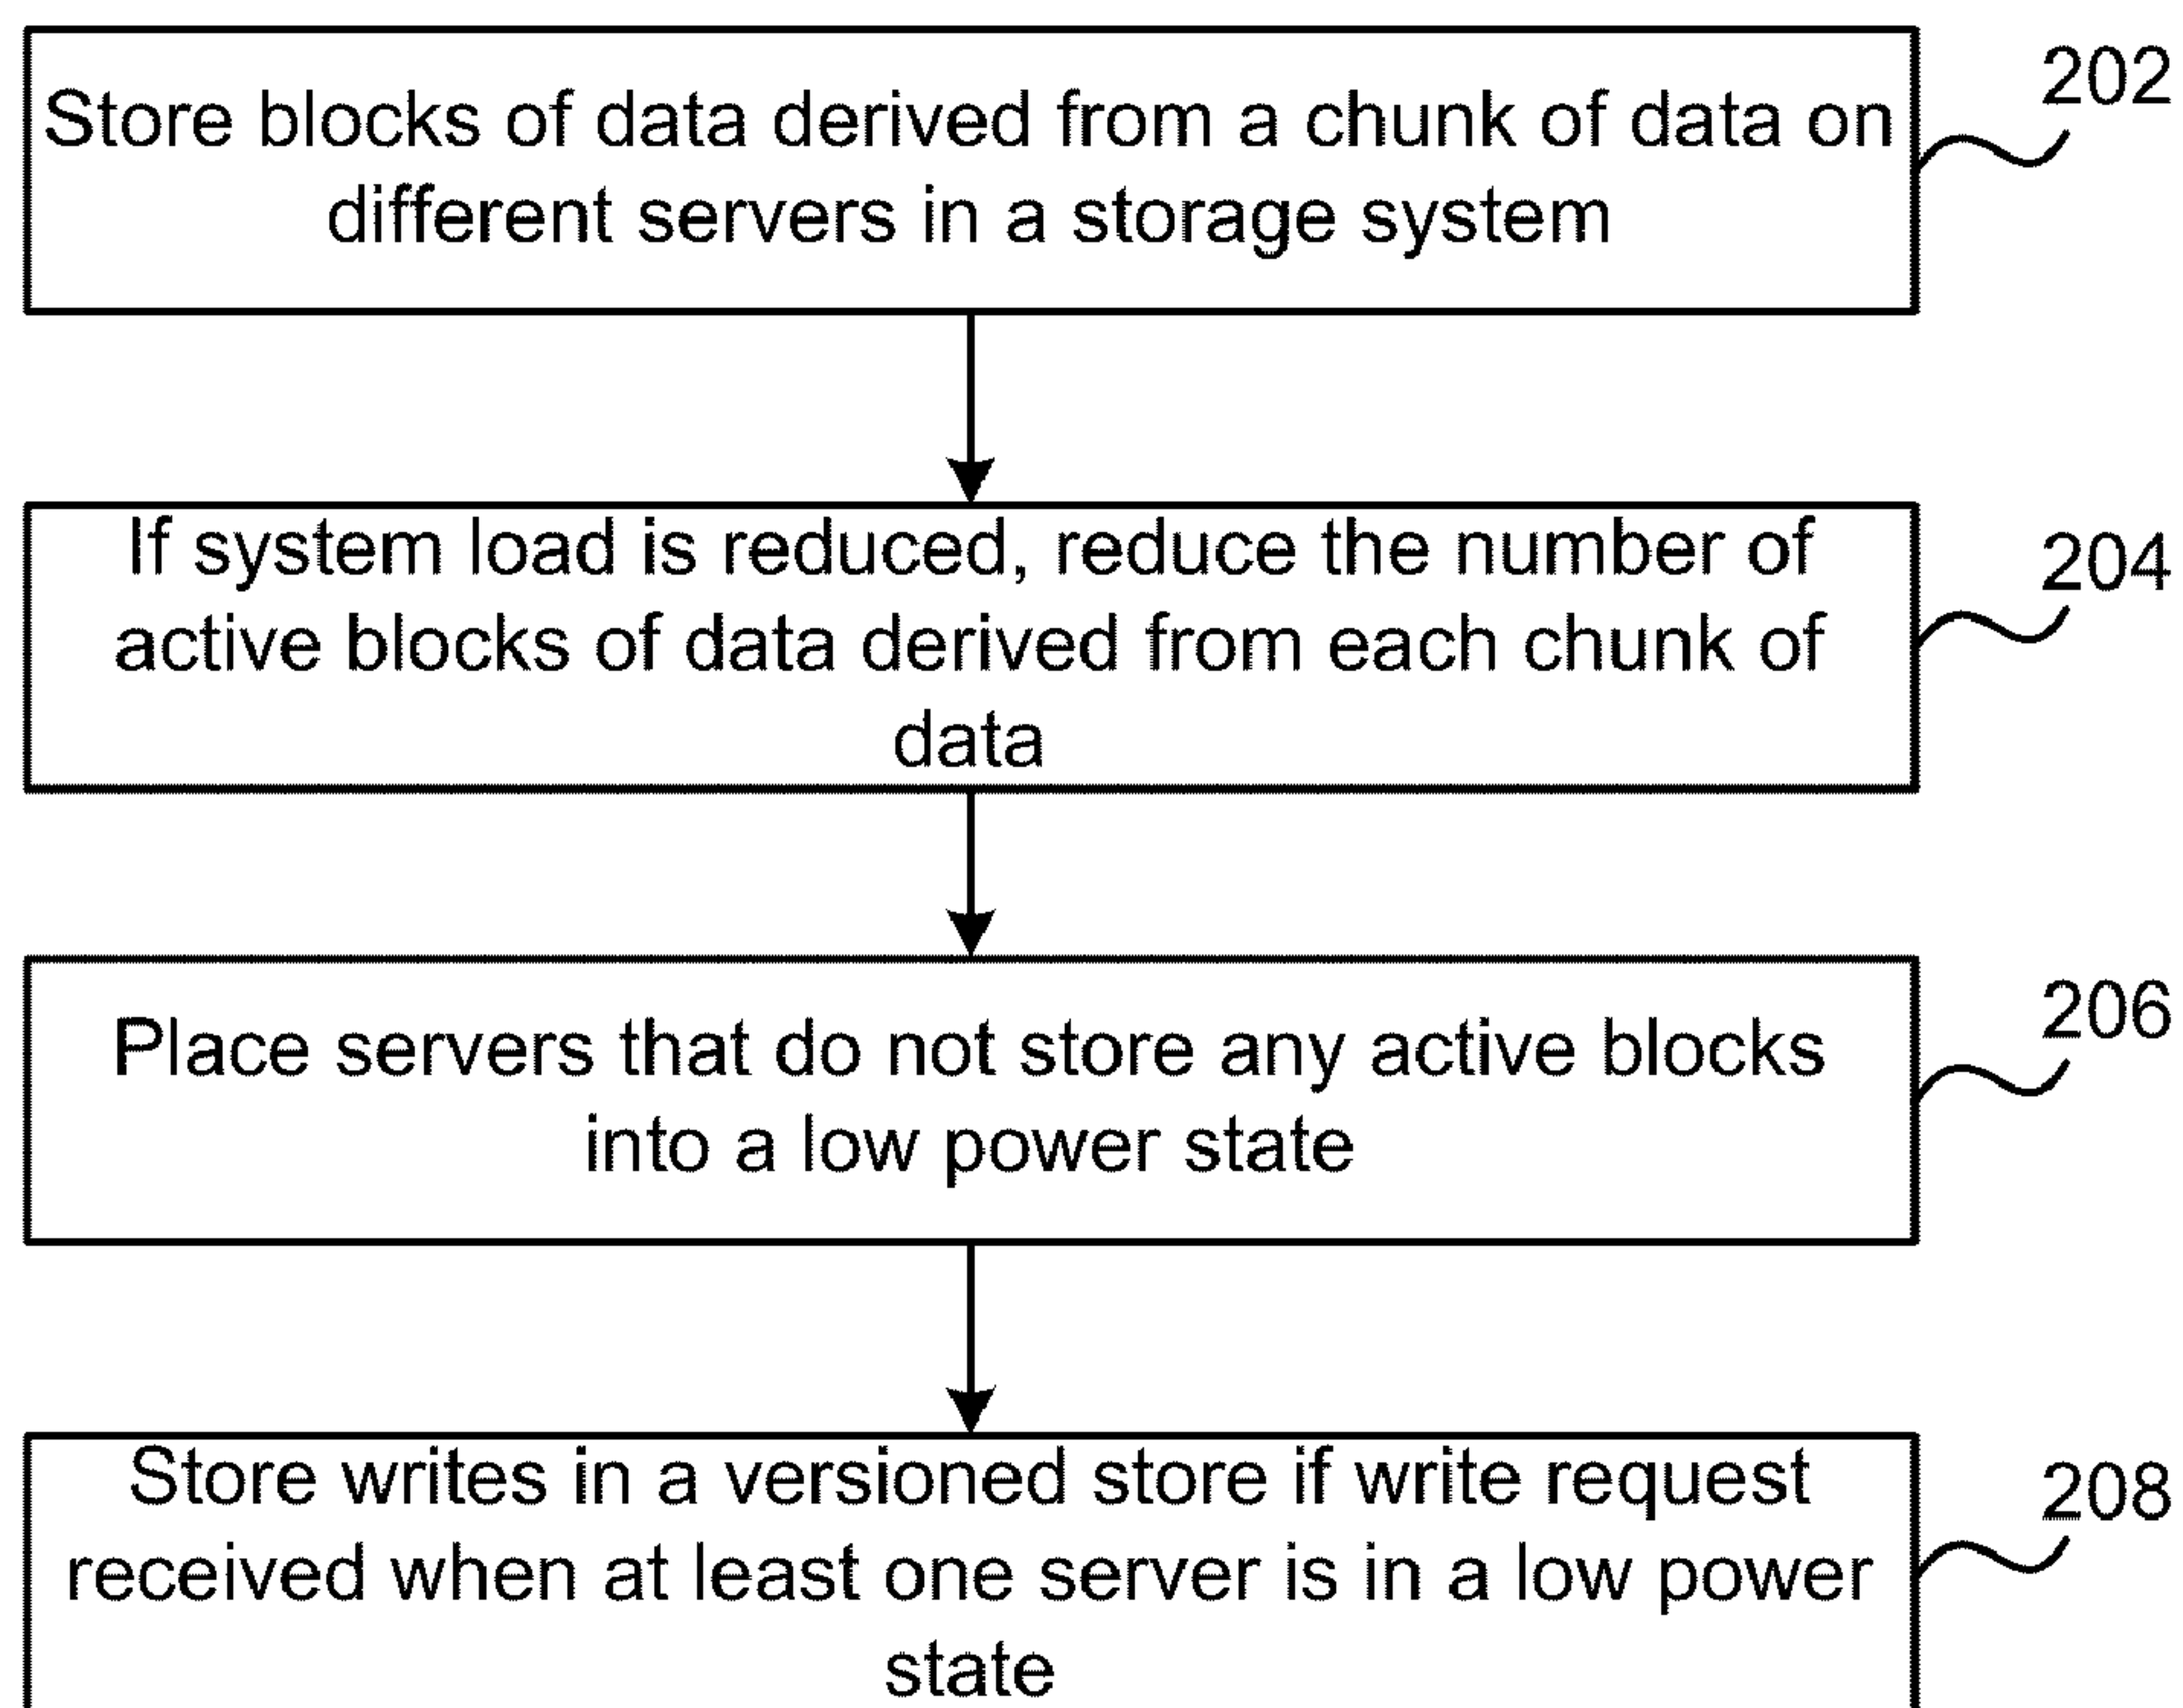 Store blocks of data derived from a chunk of data on
different servers in a storage system
202
If system load is reduced, reduce the number of
active blocks of data derived from each chunk of
data
204
Place servers that do not store any active blocks
into a low power state
206
Store writes in a versioned store if write request
received when at least one server is in a low power
state
208